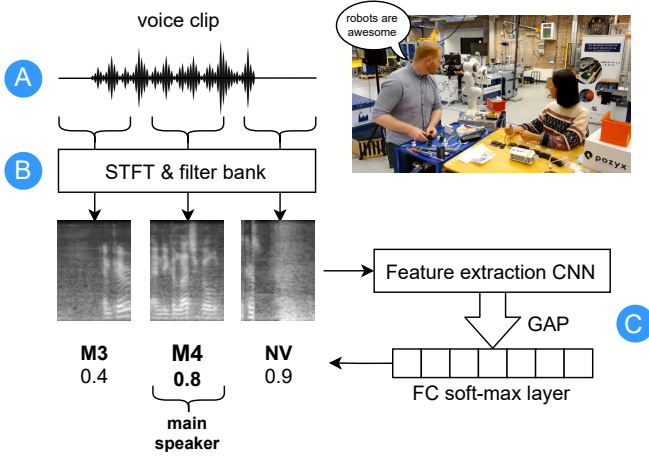 voice clip
robots are
awesome
A
B
STFT & filter bank
pozyx
Feature extraction CNN
GAP
C
M3
0.4
M4
0.8
NV
0.9
main
speaker
FC soft-max layer